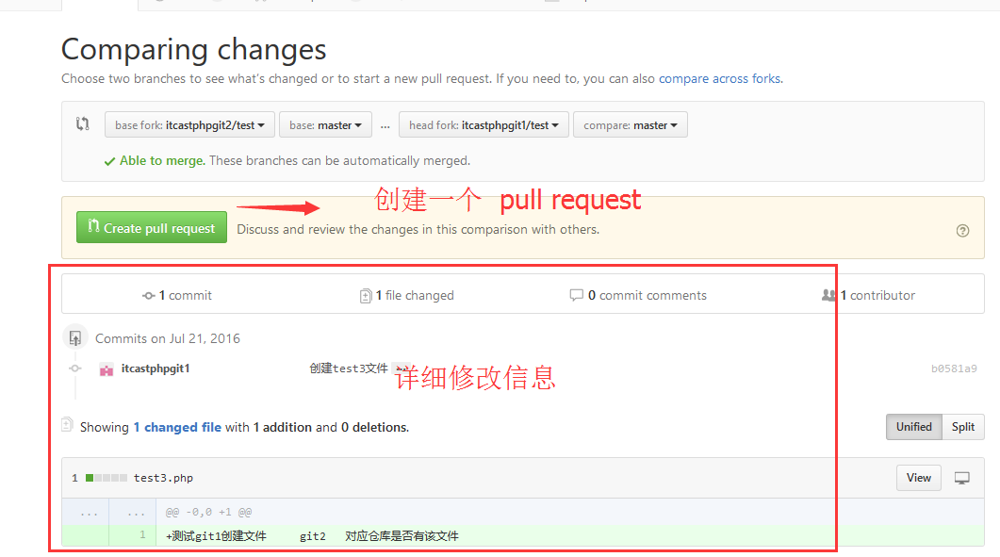 Comparing changes
Choose two branches to see what's changed or to start a new pull request. If you need to, you can also compare across forks.
base fork: itcastphpgit2/test base: master ... head fork: itcastphpgit1/test compare: master
Able to merge. These branches can be automatically merged.
创建一个 pull request
Create pull request Discuss and review the changes in this comparison with others.
1 commit 1 file changed 0 commit comments 1 contributor
Commits on Jul 21, 2016
itcastphpgit1 创建test3文件 b0581a9
详细修改信息
Showing 1 changed file with 1 addition and 0 deletions. Unified Split
1 test3.php View
... ... @@ -0,0 +1 @@
1 +测试git1创建文件 git2 对应仓库是否有该文件